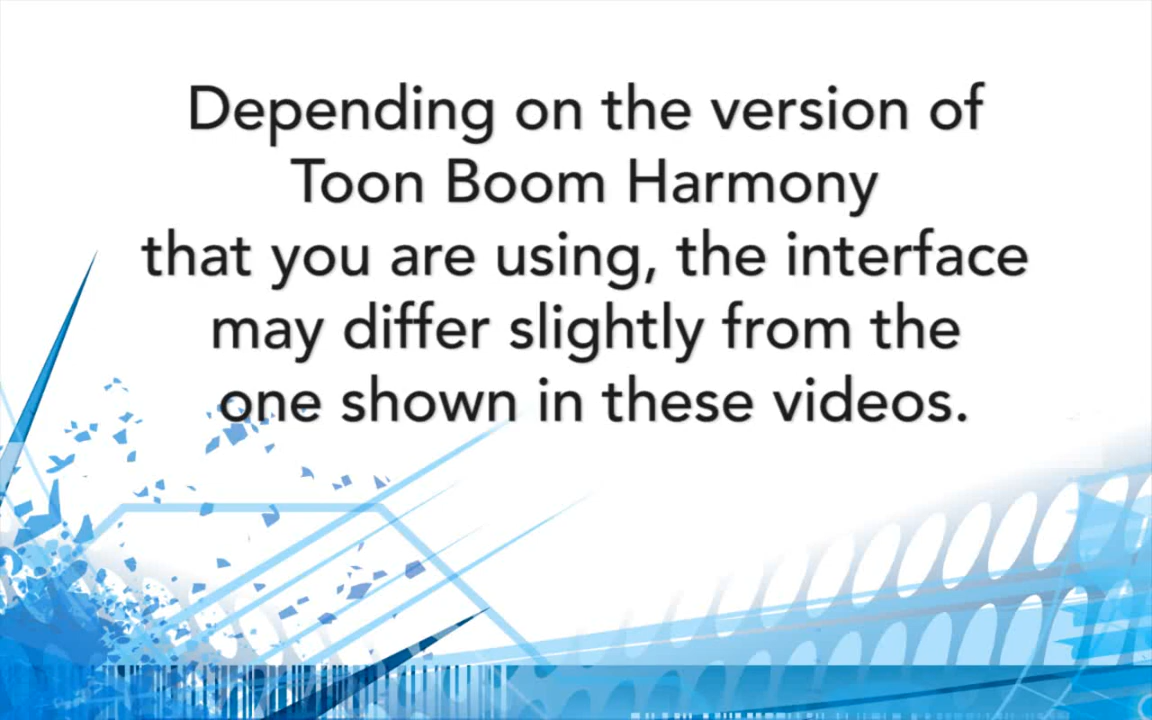 Depending on the version of
Toon Boom Harmony
that you are using, the interface
may differ slightly from the
one shown in these videos.